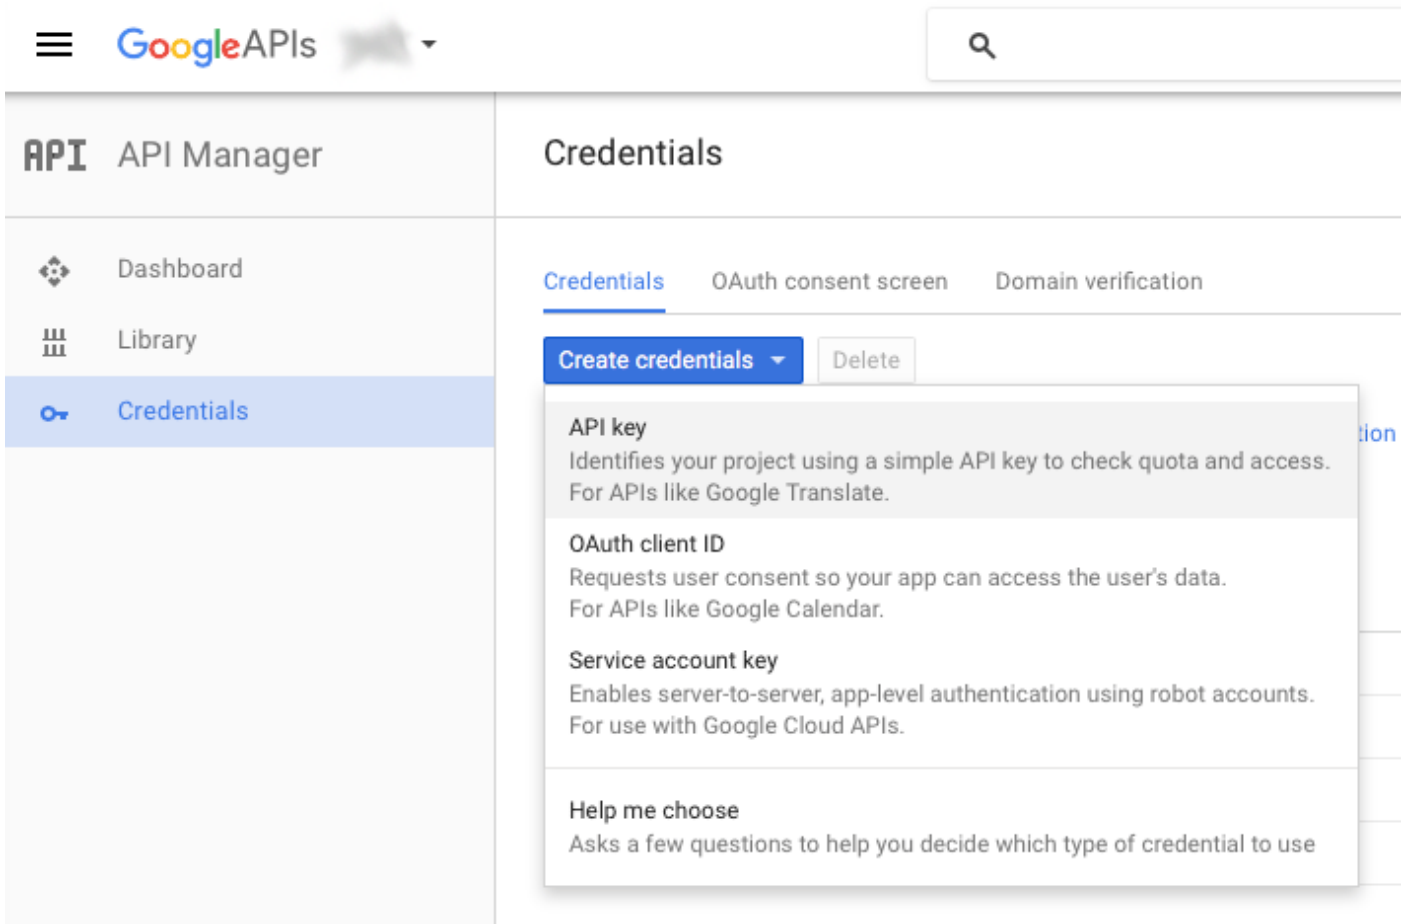 GoogleAPIs
API API Manager
Credentials
Dashboard
Library
Credentials
Credentials OAuth consent screen Domain verification
Create credentials Delete
API key
Identifies your project using a simple API key to check quota and access.
For APIs like Google Translate.
tion
OAuth client ID
Requests user consent so your app can access the user's data.
For APIs like Google Calendar.
Service account key
Enables server-to-server, app-level authentication using robot accounts.
For use with Google Cloud APIs.
Help me choose
Asks a few questions to help you decide which type of credential to use